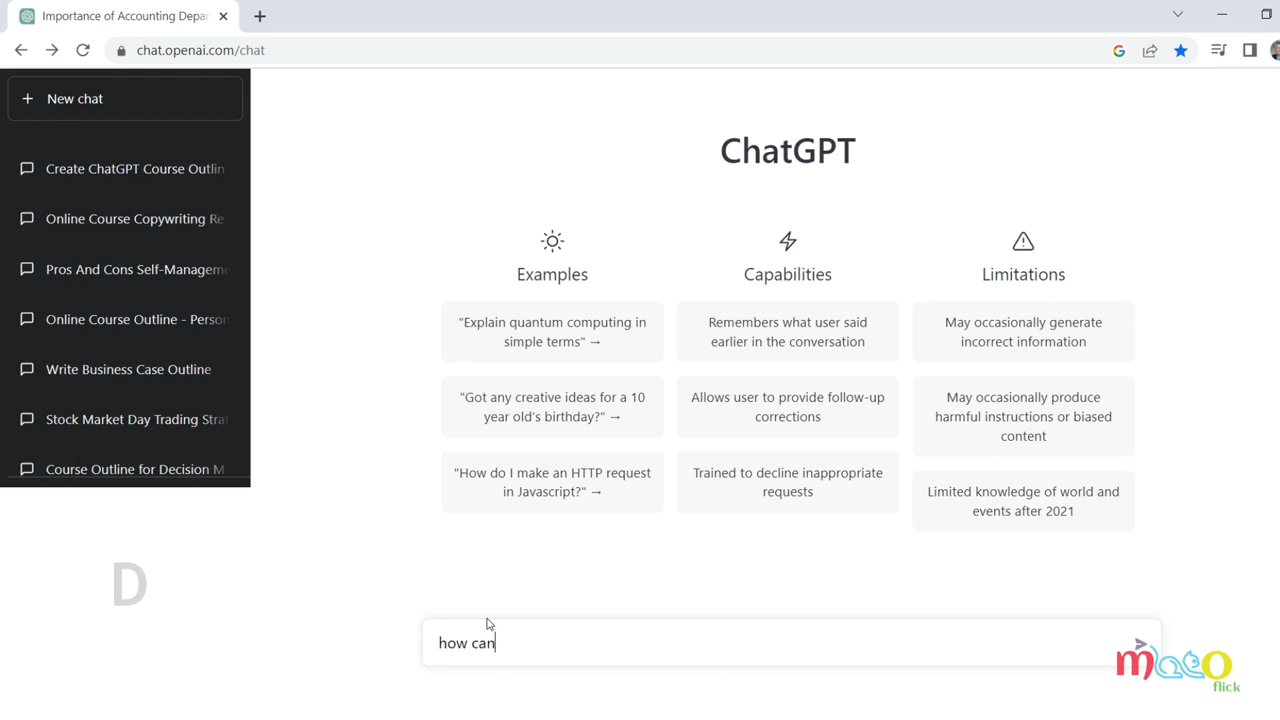 Importance of Accounting Depar
chat.openai.com/chat
New chat
Create ChatGPT Course Outlin
Online Course Copywriting Re
Pros And Cons Self-Manageme
Online Course Outline - Person
Write Business Case Outline
Stock Market Day Trading Strat
Course Outline for Decision M
D
ChatGPT
Examples
"Explain quantum computing in
simple terms" →
"Got any creative ideas for a 10
year old's birthday?" →
"How do I make an HTTP request
in Javascript?" →
Capabilities
Remembers what user said
earlier in the conversation
Allows user to provide follow-up
corrections
Trained to decline inappropriate
requests
Limitations
May occasionally generate
incorrect information
May occasionally produce
harmful instructions or biased
content
Limited knowledge of world and
events after 2021
how can
maco
flick